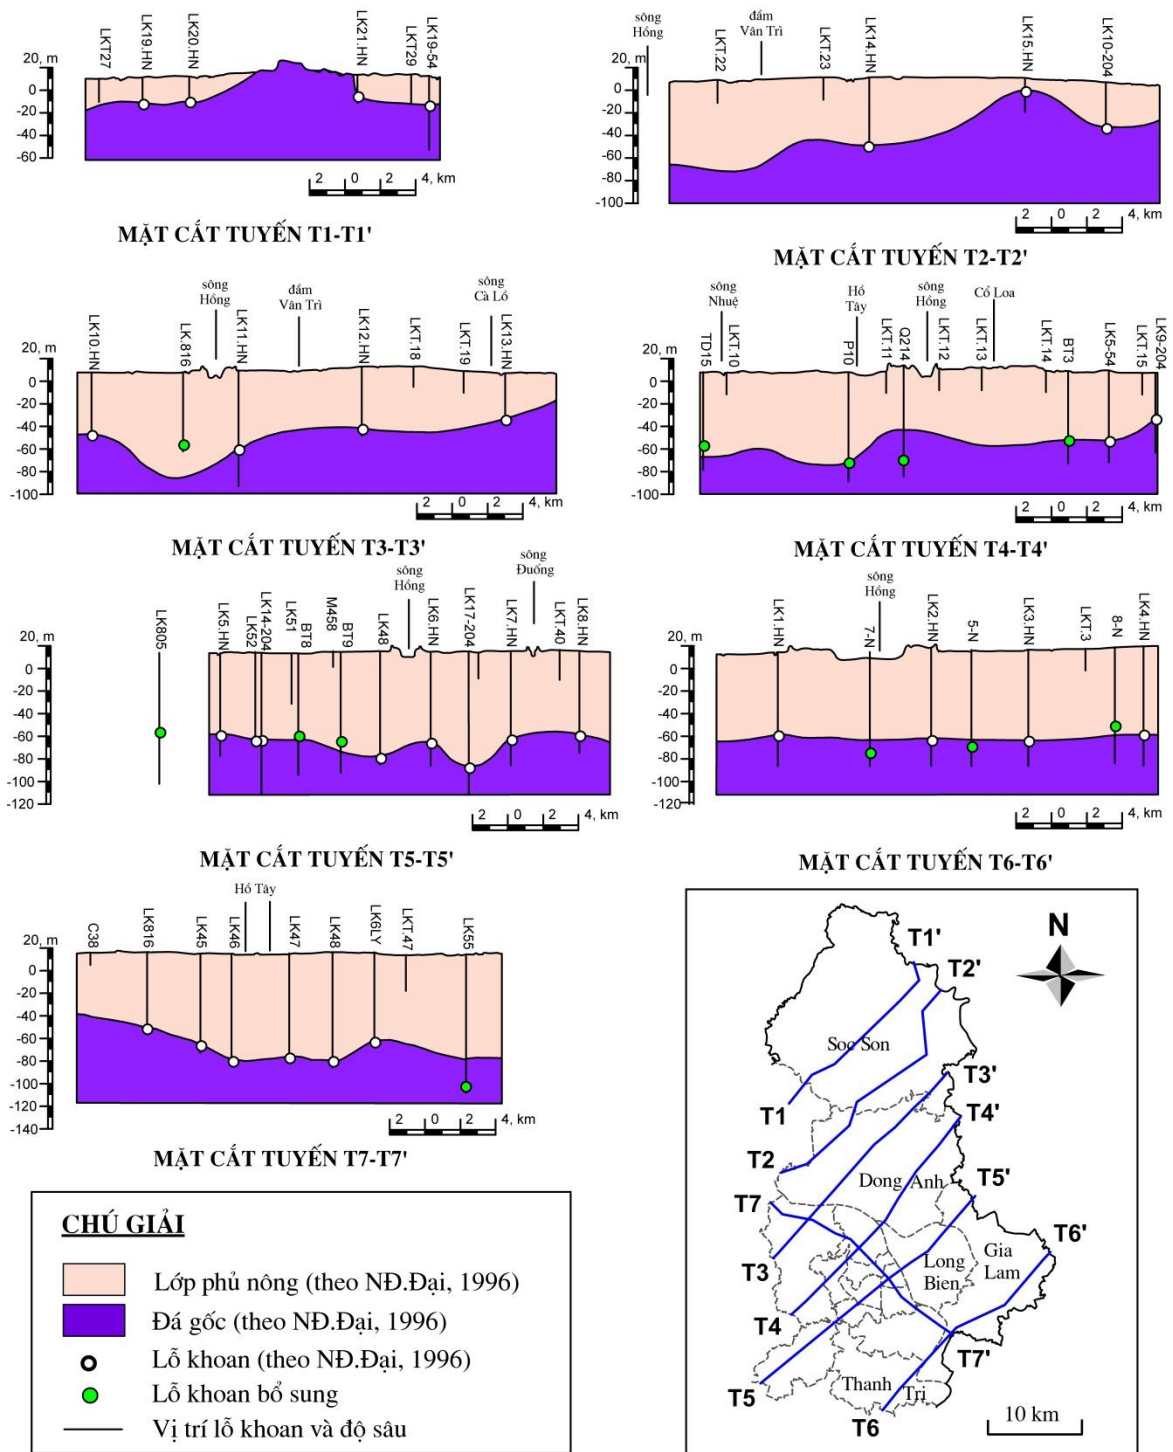 LKT27
LK19.HN
LK20.HN
LK21.HN
LKT29
LK19-54
20, m
0
-20
-40
-60
2 0 2 4, km
MẶT CẮT TUYẾN T1-T1'
sông Hồng
LKT.22
đầm Vân Trì
LKT.23
LK14.HN
LK15.HN
LK10-204
20, m
0
-20
-40
-60
-80
-100
2 0 2 4, km
MẶT CẮT TUYẾN T2-T2'
LK10.HN
LK.816
sông Hồng
LK11.HN
đầm Vân Trì
LK12.HN
LKT.18
LKT.19
sông Cà Lồ
LK13.HN
20, m
0
-20
-40
-60
-80
-100
2 0 2 4, km
MẶT CẮT TUYẾN T3-T3'
TD15
sông Nhuệ
LKT.10
Hồ Tây
P10
LKT.11
Q214
sông Hồng
LKT.12
LKT.13
Cổ Loa
LKT.14
BT3
LK5-54
LKT.15
LK9-204
20, m
0
-20
-40
-60
-80
-100
2 0 2 4, km
MẶT CẮT TUYẾN T4-T4'
LK805
LK5.HN
LK52
LK14-204
LK51
BT8
M458
BT9
LK48
sông Hồng
LK6.HN
LK17-204
LK7.HN
sông Đuống
LKT.40
LK8.HN
20, m
0
-20
-40
-60
-80
-100
-120
2 0 2 4, km
MẶT CẮT TUYẾN T5-T5'
LK1.HN
7-N
sông Hồng
LK2.HN
5-N
LK3.HN
LKT.3
8-N
LK4.HN
20, m
0
-20
-40
-60
-80
-100
-120
2 0 2 4, km
MẶT CẮT TUYẾN T6-T6'
C38
LK816
LK45
LK46
Hồ Tây
LK47
LK48
LK6LY
LKT.47
LK55
20, m
0
-20
-40
-60
-80
-100
-120
-140
2 0 2 4, km
MẶT CẮT TUYẾN T7-T7'
CHÚ GIẢI
Lớp phủ nông (theo NĐ.Đại, 1996)
Đá gốc (theo NĐ.Đại, 1996)
Lỗ khoan (theo NĐ.Đại, 1996)
Lỗ khoan bổ sung
Vị trí lỗ khoan và độ sâu
N
T1'
T2'
Soc Son
T3'
T1
T4'
T2
Dong Anh
T5'
T7
T6'
Gia Lam
Long Bien
T3
T4
T7'
T5
Thanh Tri
T6
10 km